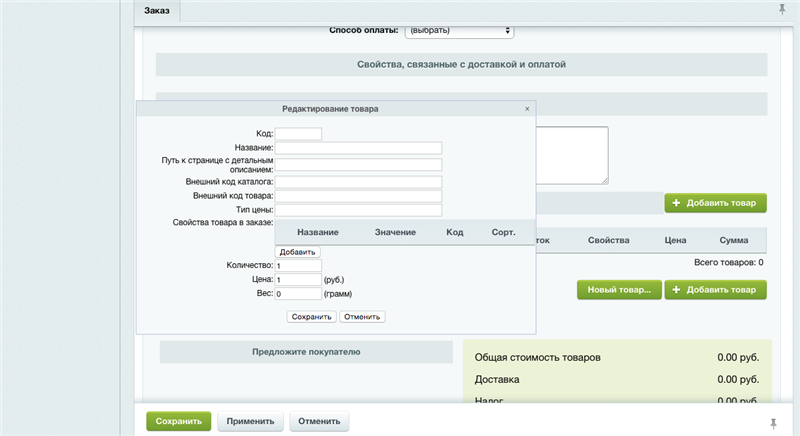 Заказ
Способ оплаты: (выбрать)
Свойства, связанные с доставкой и оплатой
Редактирование товара ×
Код:
Название:
Путь к странице с детальным
описанием:
Внешний код каталога:
Внешний код товара:
Тип цены:
Свойства товара в заказе:
Название Значение Код Сорт.
Добавить
Количество: 1
Цена: 1 (руб.)
Вес: 0 (грамм)
Сохранить Отменить
+ Добавить товар
ток Свойства Цена Сумма
Всего товаров: 0
Новый товар... + Добавить товар
Предложите покупателю
Общая стоимость товаров 0.00 руб.
Доставка 0.00 руб.
Налог 0.00 руб.
Сохранить Применить Отменить